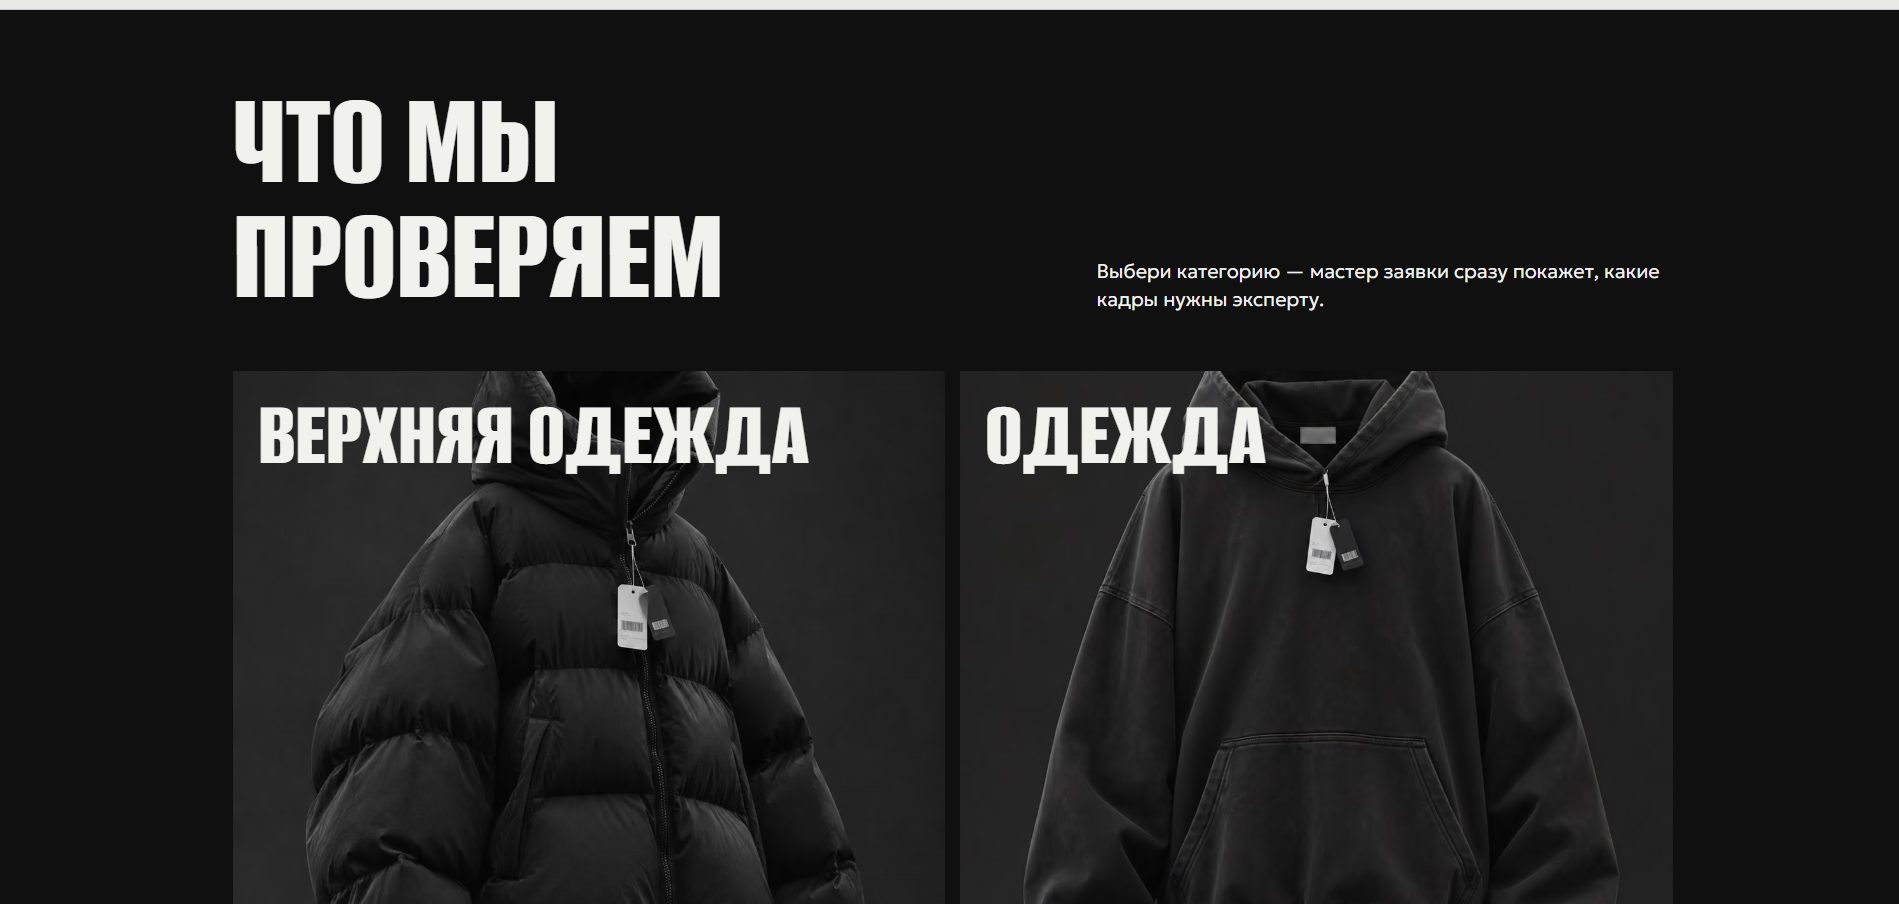 ЧТО МЫ
ПРОВЕРЯЕМ
Выбери категорию — мастер заявки сразу покажет, какие
кадры нужны эксперту.
ВЕРХНЯЯ ОДЕЖДА
ОДЕЖДА